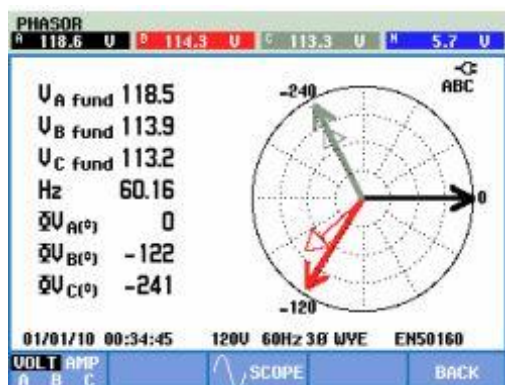 PHASOR
A 118.6 V B 114.3 V C 113.3 V N 5.7 V
ABC
VA fund 118.5
VB fund 113.9
VC fund 113.2
Hz 60.16
ΦVA(°) 0
ΦVB(°) -122
ΦVC(°) -241
-240
0
-120
01/01/10 00:34:45 120V 60Hz 3Ø WYE EN50160
VOLT AMP
A B C
SCOPE
BACK